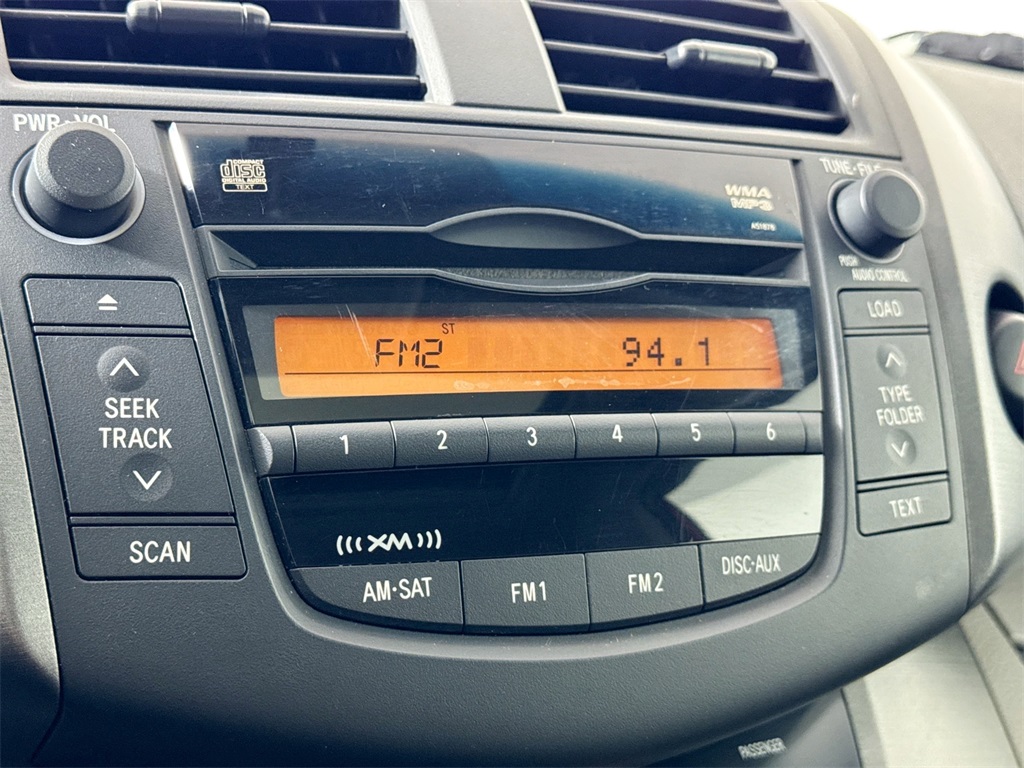 PWR·VOL
COMPACT
disc
DIGITAL AUDIO
TEXT
WMA
MP3
A51878
TUNE·FILE
PUSH
AUDIO CONTROL
LOAD
ST
FM2 94.1
SEEK
TRACK
TYPE
FOLDER
1 2 3 4 5 6
SCAN
TEXT
(((XM)))
AM·SAT
FM1
FM2
DISC·AUX
PASSENGER